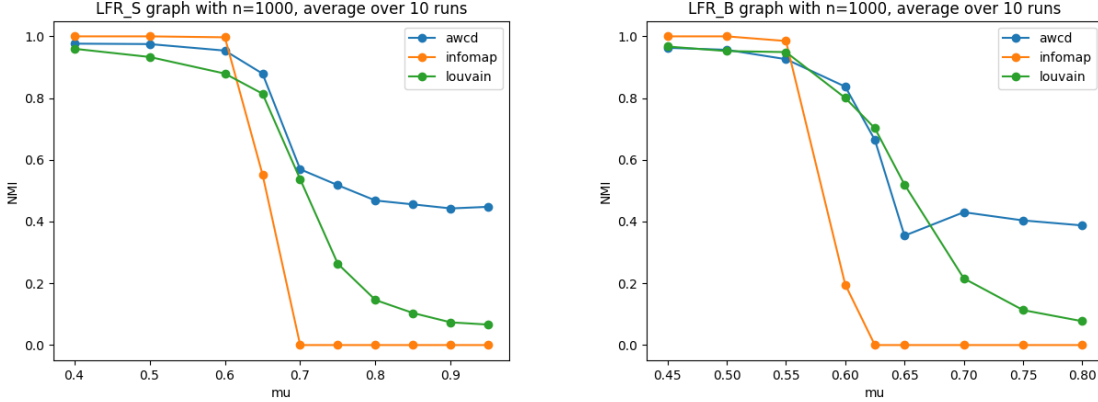 LFR_S graph with n=1000, average over 10 runs
1.0
0.8
0.6
0.4
0.2
0.0
NMI
awcd
infomap
louvain
0.4 0.5 0.6 0.7 0.8 0.9
mu
LFR_B graph with n=1000, average over 10 runs
1.0
0.8
0.6
0.4
0.2
0.0
NMI
awcd
infomap
louvain
0.45 0.50 0.55 0.60 0.65 0.70 0.75 0.80
mu